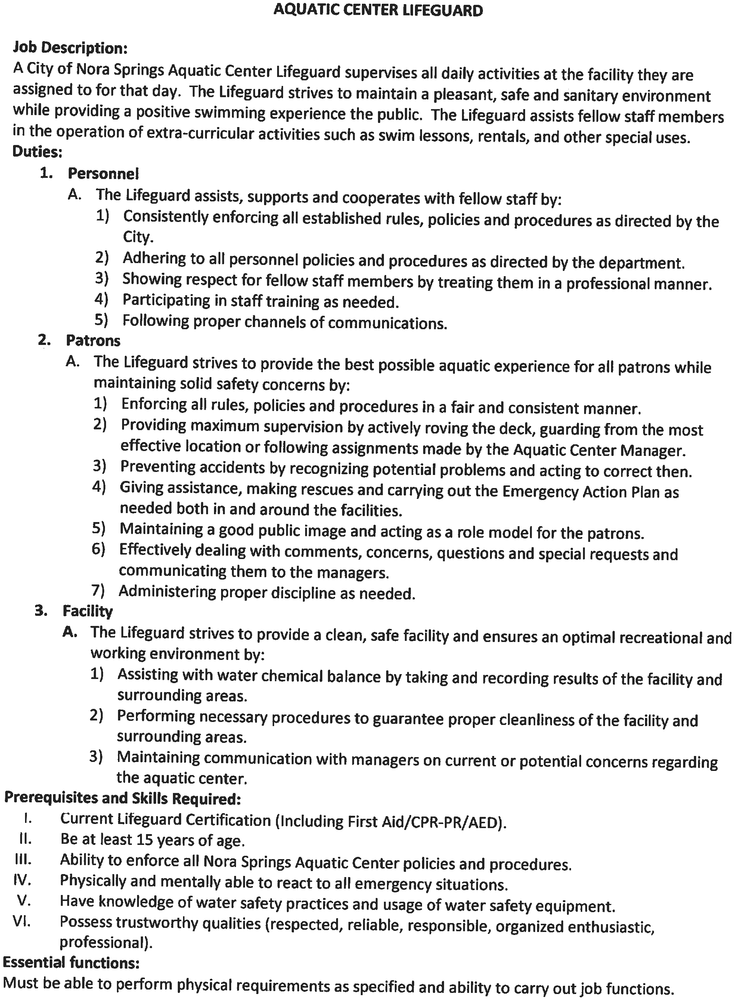 AQUATIC CENTER LIFEGUARD
Job Description:
A City of Nora Springs Aquatic Center Lifeguard supervises all daily activities at the facility they are
assigned to for that day. The Lifeguard strives to maintain a pleasant, safe and sanitary environment
while providing a positive swimming experience the public. The Lifeguard assists fellow staff members
in the operation of extra-curricular activities such as swim lessons, rentals, and other special uses.
Duties:
1. Personnel
A. The Lifeguard assists, supports and cooperates with fellow staff by:
1) Consistently enforcing all established rules, policies and procedures as directed by the
City.
2) Adhering to all personnel policies and procedures as directed by the department.
3) Showing respect for fellow staff members by treating them in a professional manner.
4) Participating in staff training as needed.
5) Following proper channels of communications.
2. Patrons
A. The Lifeguard strives to provide the best possible aquatic experience for all patrons while
maintaining solid safety concerns by:
1) Enforcing all rules, policies and procedures in a fair and consistent manner.
2) Providing maximum supervision by actively roving the deck, guarding from the most
effective location or following assignments made by the Aquatic Center Manager.
3) Preventing accidents by recognizing potential problems and acting to correct then.
4) Giving assistance, making rescues and carrying out the Emergency Action Plan as
needed both in and around the facilities.
5) Maintaining a good public image and acting as a role model for the patrons.
6) Effectively dealing with comments, concerns, questions and special requests and
communicating them to the managers.
7) Administering proper discipline as needed.
3. Facility
A. The Lifeguard strives to provide a clean, safe facility and ensures an optimal recreational and
working environment by:
1) Assisting with water chemical balance by taking and recording results of the facility and
surrounding areas.
2) Performing necessary procedures to guarantee proper cleanliness of the facility and
surrounding areas.
3) Maintaining communication with managers on current or potential concerns regarding
the aquatic center.
Prerequisites and Skills Required:
I. Current Lifeguard Certification (Including First Aid/CPR-PR/AED).
II. Be at least 15 years of age.
III. Ability to enforce all Nora Springs Aquatic Center policies and procedures.
IV. Physically and mentally able to react to all emergency situations.
V. Have knowledge of water safety practices and usage of water safety equipment.
VI. Possess trustworthy qualities (respected, reliable, responsible, organized enthusiastic,
professional).
Essential functions:
Must be able to perform physical requirements as specified and ability to carry out job functions.